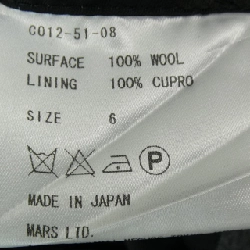 C012-51-08
SURFACE 100% WOOL
LINING 100% CUPRO
SIZE 6
P
MADE IN JAPAN
MARS LTD.